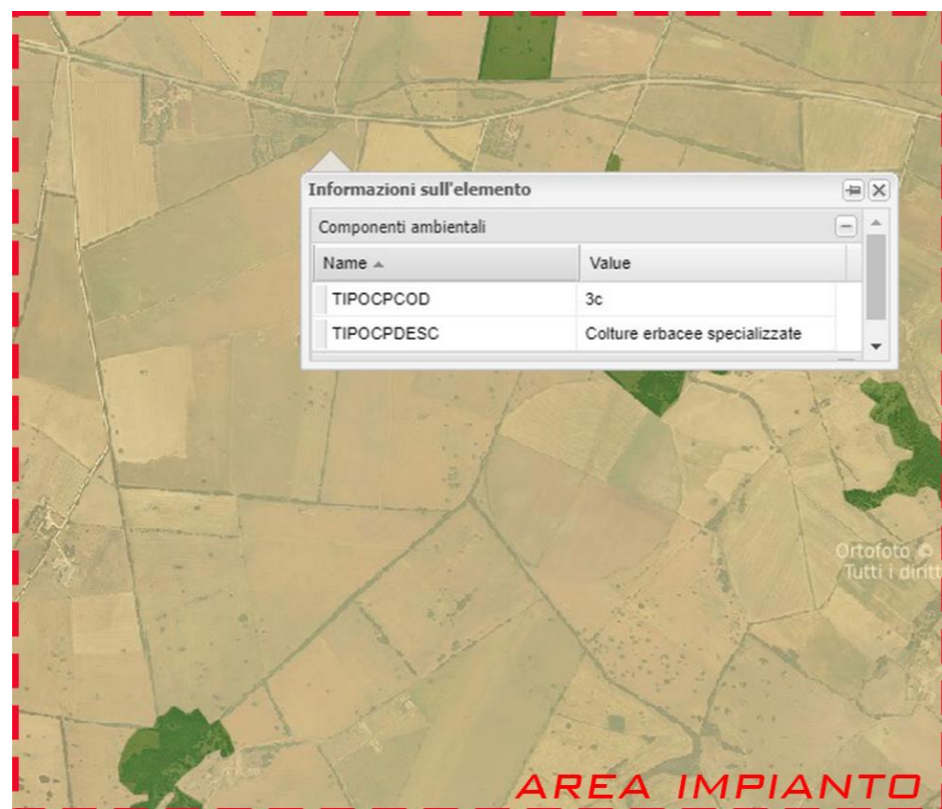 Informazioni sull'elemento
Componenti ambientali
Name Value
TIPOCPCOD 3c
TIPOCPDESC Colture erbacee specializzate
Ortofoto ©
Tutti i diritt
AREA IMPIANTO